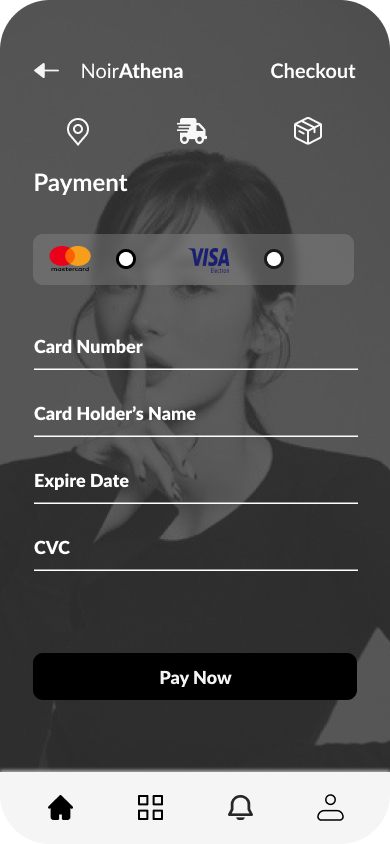 NoirAthena
Checkout
Payment
mastercard
VISA
Electron
Card Number
Card Holder’s Name
Expire Date
CVC
Pay Now